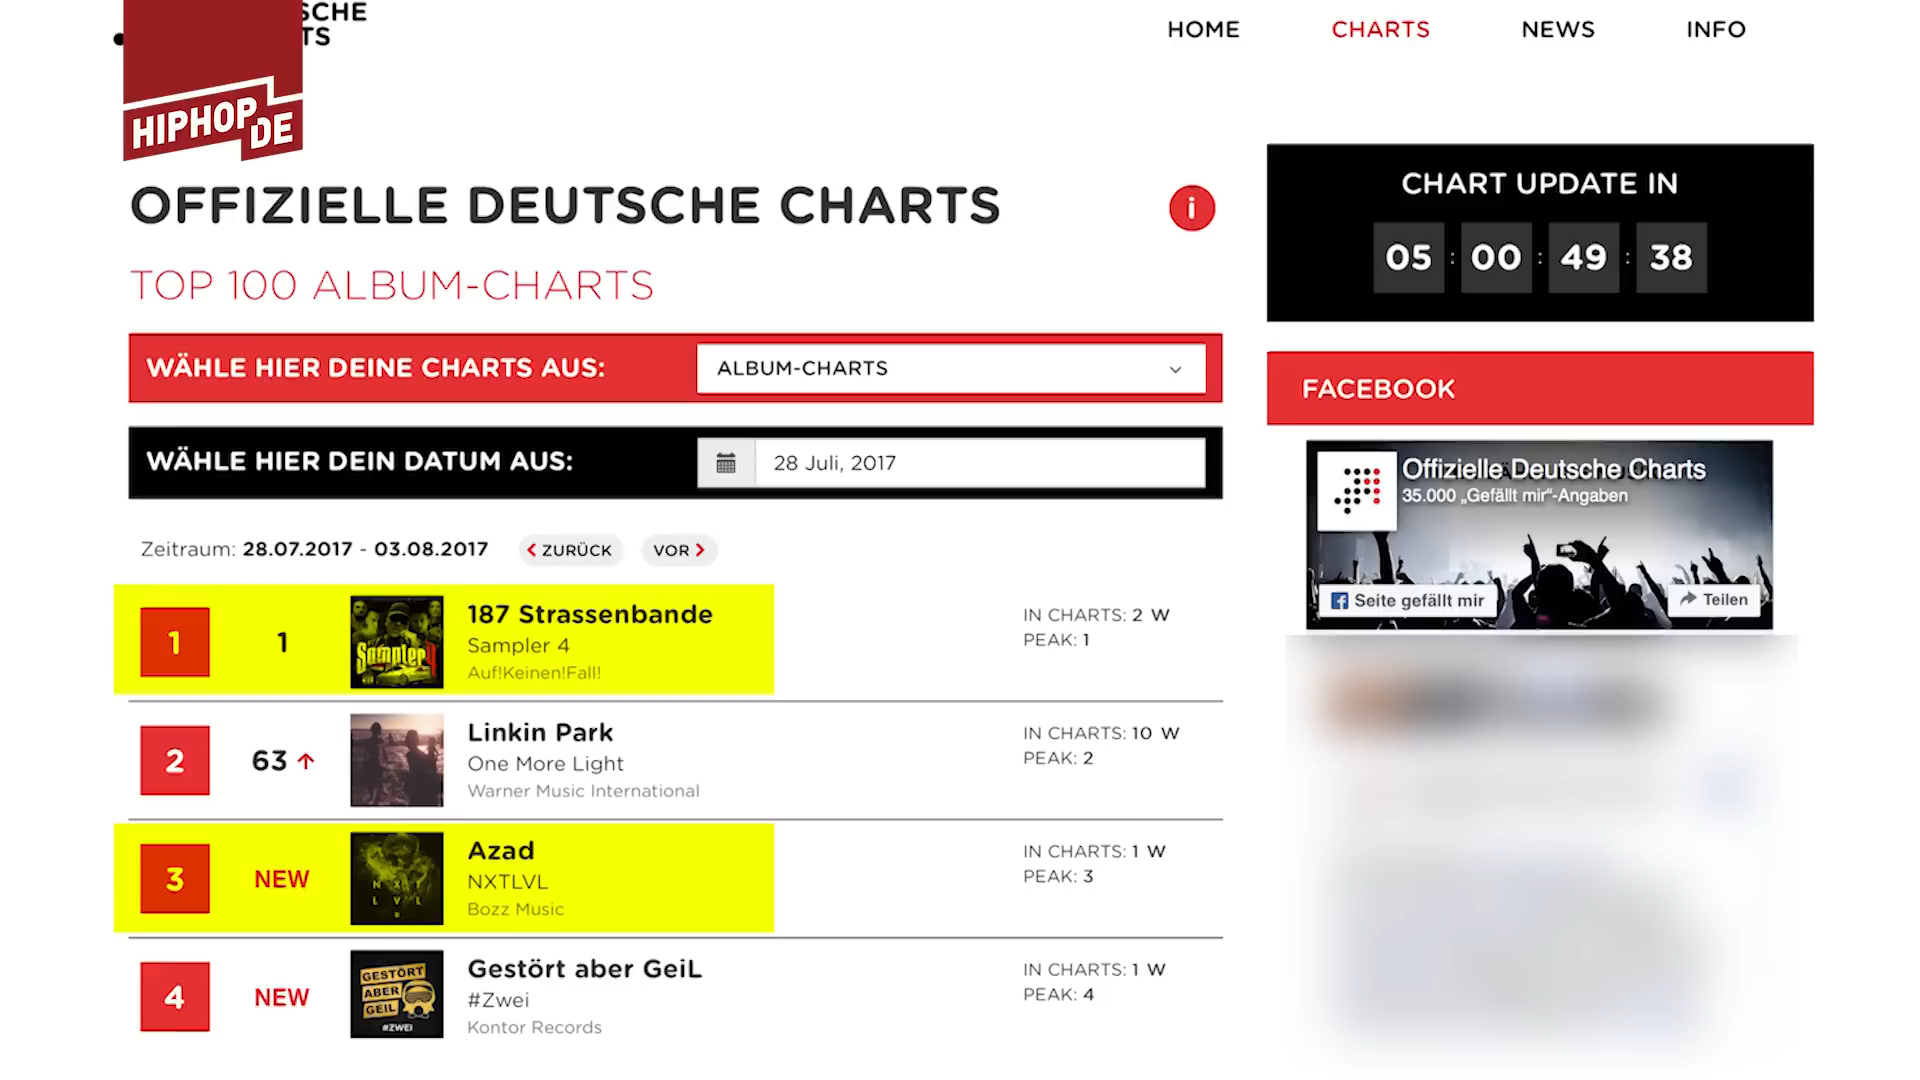 SCHE
TS
HIPHOP.DE
HOME
CHARTS
NEWS
INFO
OFFIZIELLE DEUTSCHE CHARTS
i
TOP 100 ALBUM-CHARTS
WÄHLE HIER DEINE CHARTS AUS:
ALBUM-CHARTS
WÄHLE HIER DEIN DATUM AUS:
28 Juli, 2017
Zeitraum: 28.07.2017 - 03.08.2017
ZURÜCK
VOR
1
1
Sampler 4
187 Strassenbande
Sampler 4
Auf!Keinen!Fall!
IN CHARTS: 2 W
PEAK: 1
2
63
Linkin Park
One More Light
Warner Music International
IN CHARTS: 10 W
PEAK: 2
3
NEW
NXT
LVL
Azad
NXTLVL
Bozz Music
IN CHARTS: 1 W
PEAK: 3
4
NEW
GESTÖRT
ABER
GEIL
#ZWEI
Gestört aber GeiL
#Zwei
Kontor Records
IN CHARTS: 1 W
PEAK: 4
CHART UPDATE IN
05 : 00 : 49 : 38
FACEBOOK
Offizielle Deutsche Charts
35.000 „Gefällt mir“-Angaben
Seite gefällt mir
Teilen